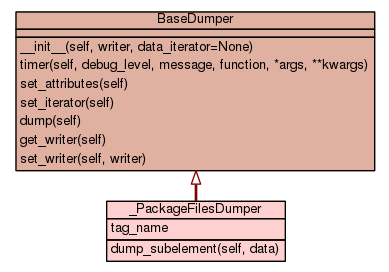 BaseDumper
__init__(self, writer, data_iterator=None)
timer(self, debug_level, message, function, *args, **kwargs)
set_attributes(self)
set_iterator(self)
dump(self)
get_writer(self)
set_writer(self, writer)
_PackageFilesDumper
tag_name
dump_subelement(self, data)